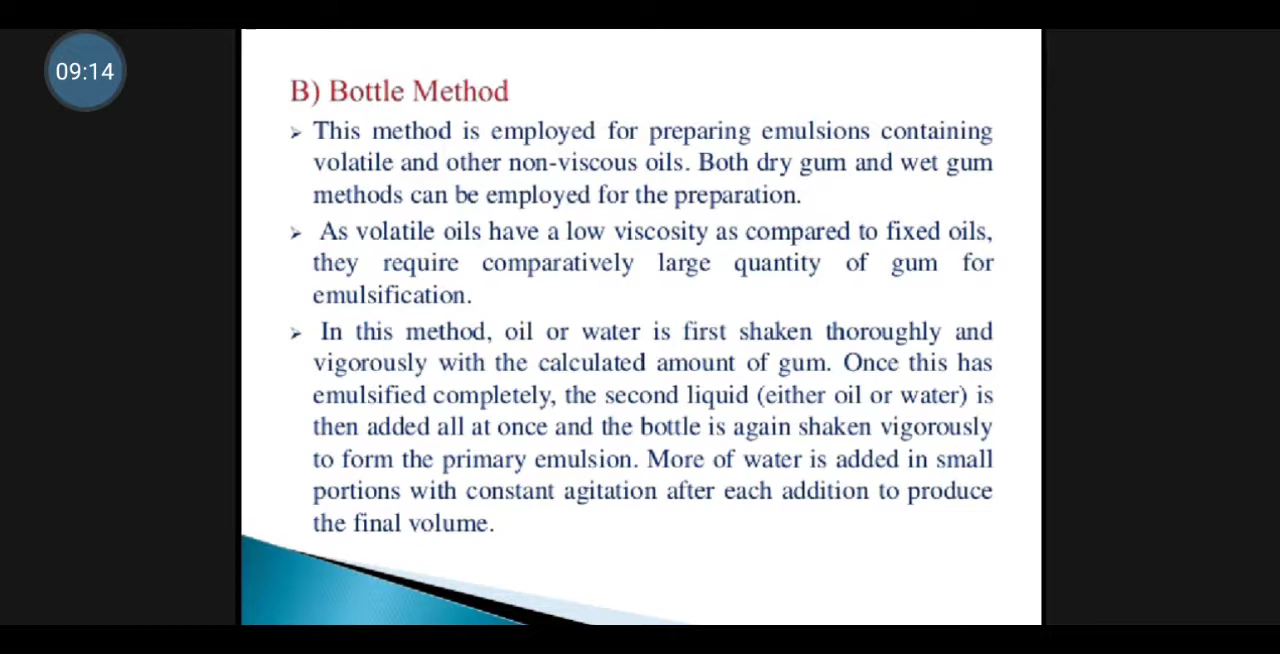 09:14
B) Bottle Method
➢ This method is employed for preparing emulsions containing
volatile and other non-viscous oils. Both dry gum and wet gum
methods can be employed for the preparation.
➢ As volatile oils have a low viscosity as compared to fixed oils,
they require comparatively large quantity of gum for
emulsification.
➢ In this method, oil or water is first shaken thoroughly and
vigorously with the calculated amount of gum. Once this has
emulsified completely, the second liquid (either oil or water) is
then added all at once and the bottle is again shaken vigorously
to form the primary emulsion. More of water is added in small
portions with constant agitation after each addition to produce
the final volume.